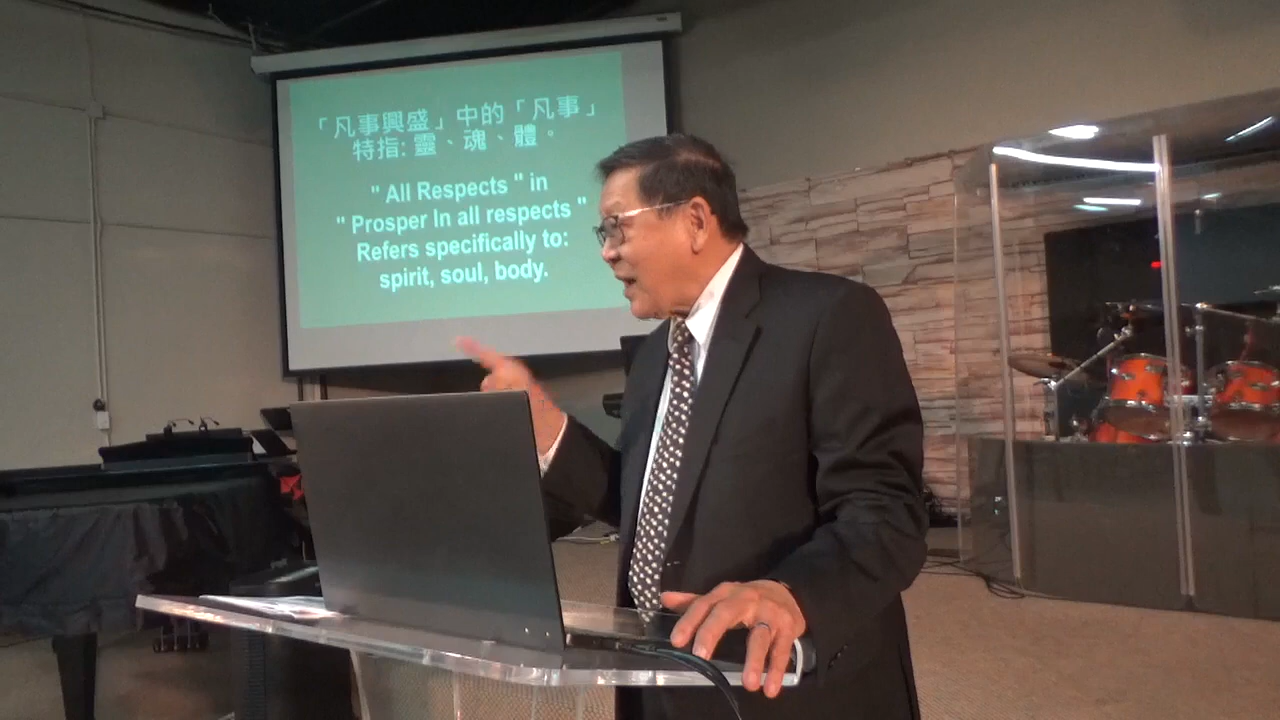 「凡事興盛」中的「凡事」
特指: 靈、魂、體。
" All Respects " in
" Prosper In all respects "
Refers specifically to:
spirit, soul, body.